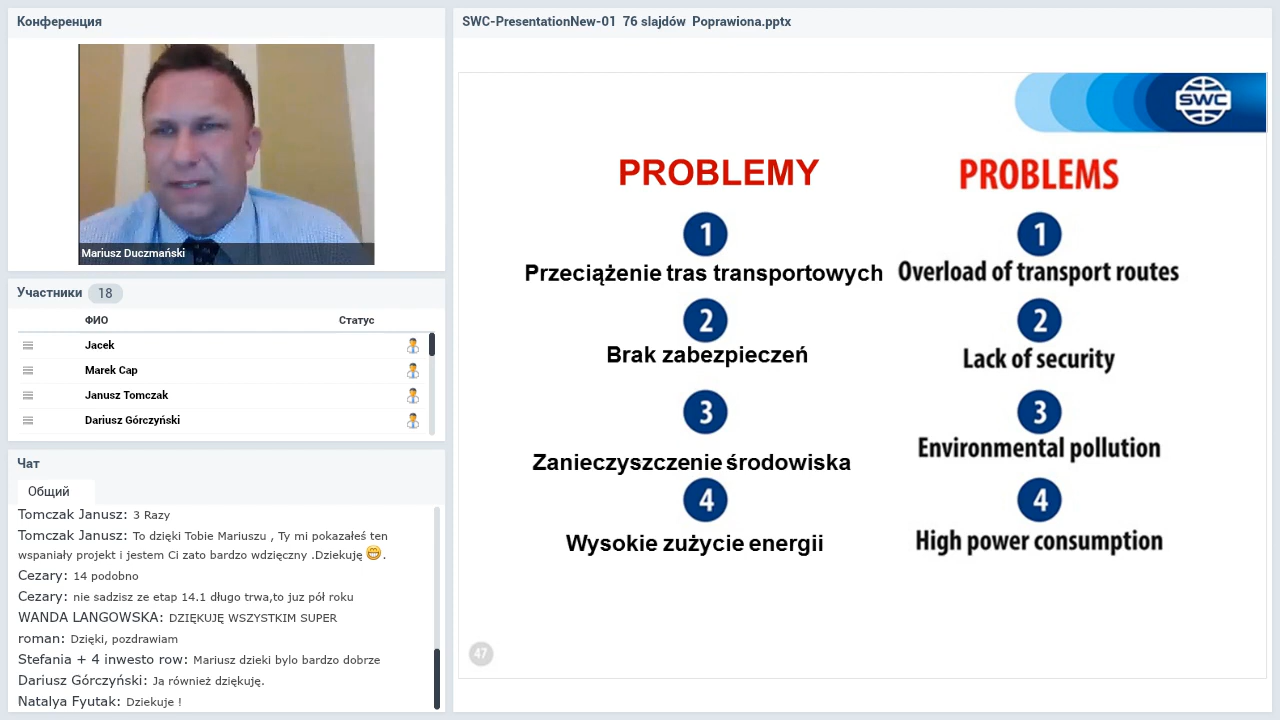 Конференция
Mariusz Duczmański
Участники 18
ФИО Статус
Jacek
Marek Cap
Janusz Tomczak
Dariusz Górczyński
Чат
Общий
Tomczak Janusz: 3 Razy
Tomczak Janusz: To dzięki Tobie Mariuszu , Ty mi pokazałeś ten
wspaniały projekt i jestem Ci zato bardzo wdzięczny .Dziekuję 😁.
Cezary: 14 podobno
Cezary: nie sadzisz ze etap 14.1 długo trwa,to juz pół roku
WANDA LANGOWSKA: DZIĘKUJĘ WSZYSTKIM SUPER
roman: Dzięki, pozdrawiam
Stefania + 4 inwesto row: Mariusz dzieki bylo bardzo dobrze
Dariusz Górczyński: Ja również dziękuję.
Natalya Fyutak: Dziekuje !
SWC-PresentationNew-01 76 slajdów Poprawiona.pptx
SWC
PROBLEMY
1
Przeciążenie tras transportowych
2
Brak zabezpieczeń
3
Zanieczyszczenie środowiska
4
Wysokie zużycie energii
PROBLEMS
1
Overload of transport routes
2
Lack of security
3
Environmental pollution
4
High power consumption
47